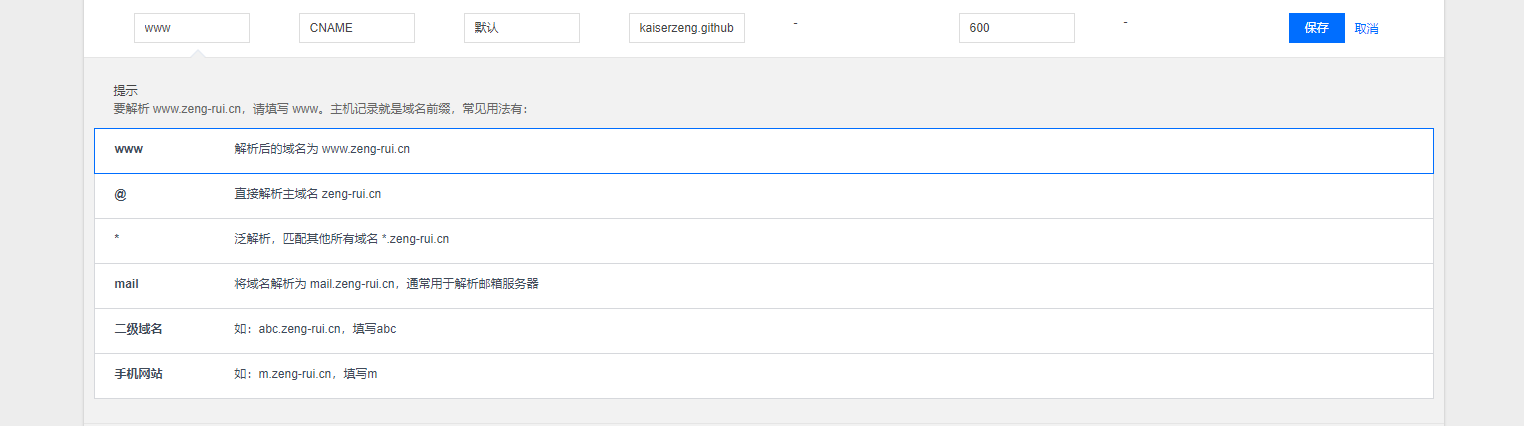 www CNAME 默认 kaiserzeng.github - 600 - 保存 取消
提示
要解析 www.zeng-rui.cn，请填写 www。主机记录就是域名前缀，常见用法有：
www 解析后的域名为 www.zeng-rui.cn
@ 直接解析主域名 zeng-rui.cn
* 泛解析，匹配其他所有域名 *.zeng-rui.cn
mail 将域名解析为 mail.zeng-rui.cn，通常用于解析邮箱服务器
二级域名 如：abc.zeng-rui.cn，填写abc
手机网站 如：m.zeng-rui.cn，填写m